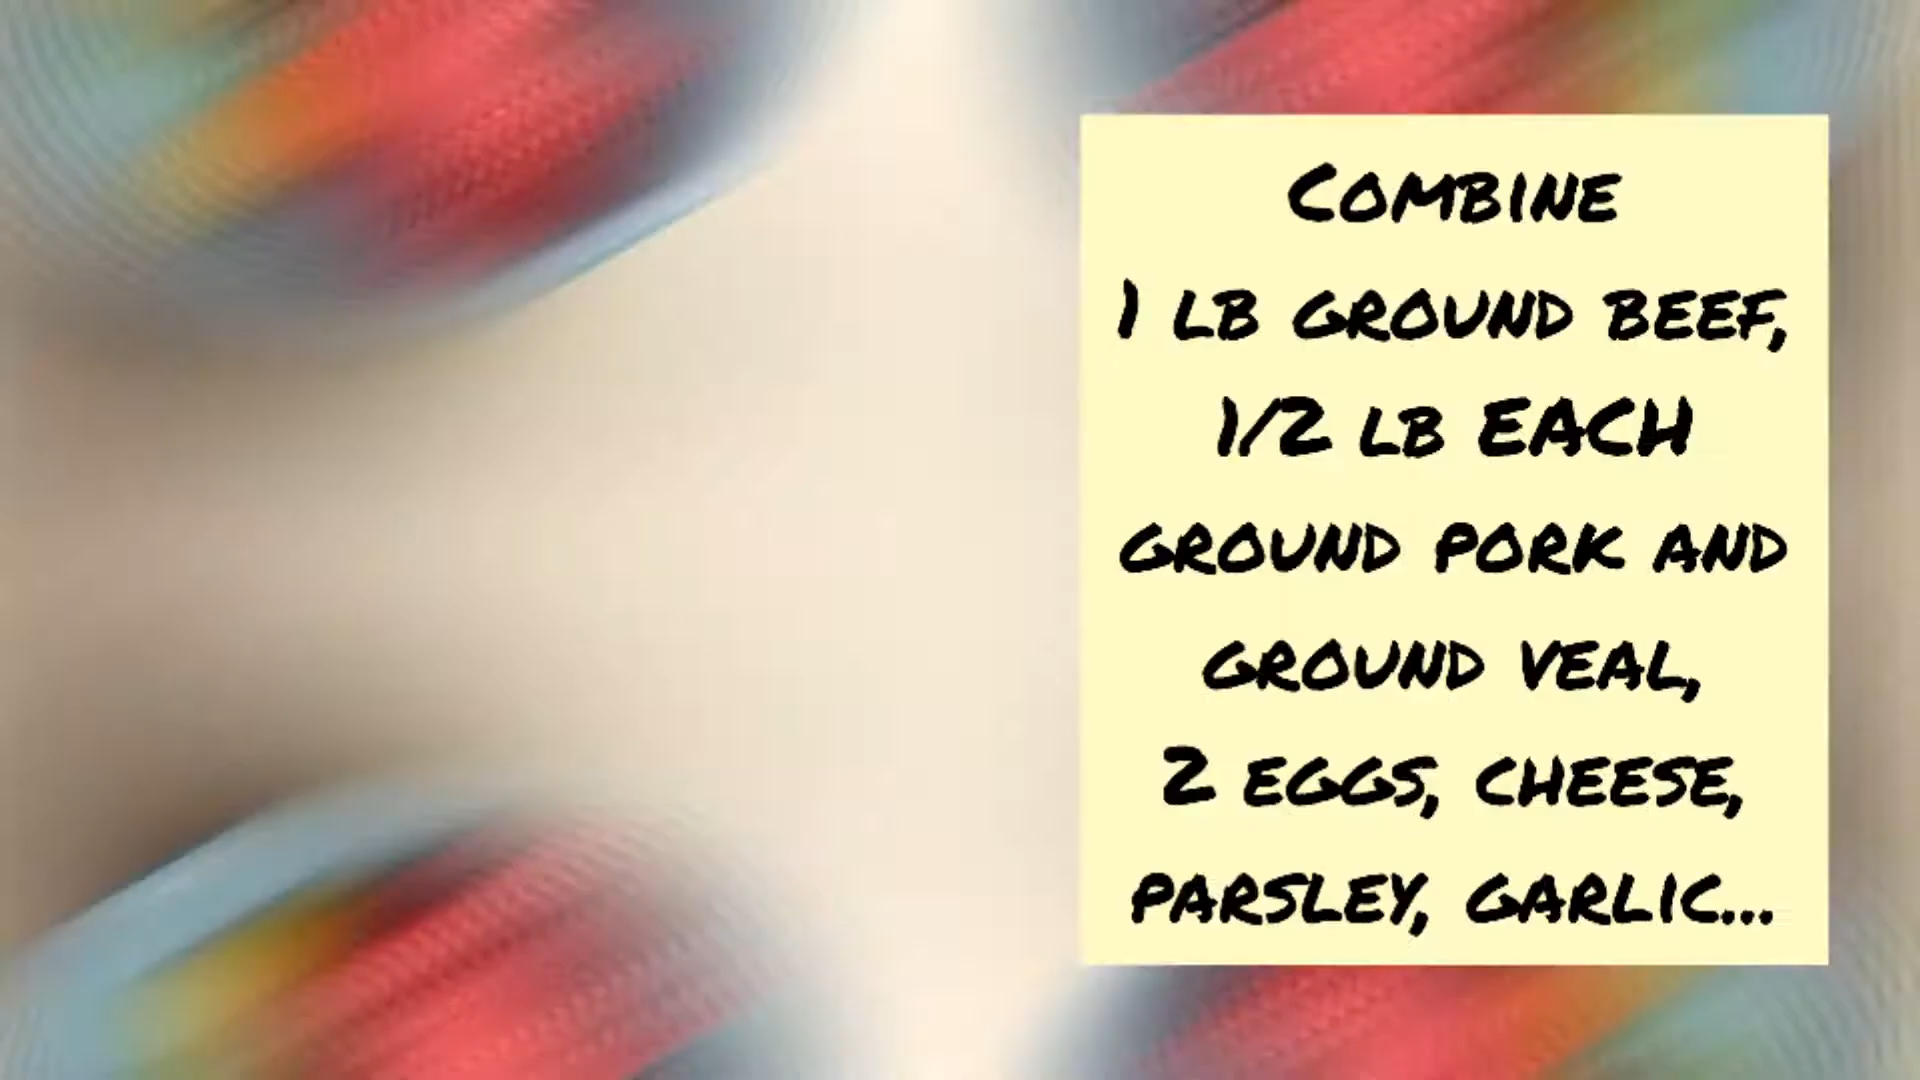 COMBINE
1 LB GROUND BEEF,
1/2 LB EACH
GROUND PORK AND
GROUND VEAL,
2 EGGS, CHEESE,
PARSLEY, GARLIC...